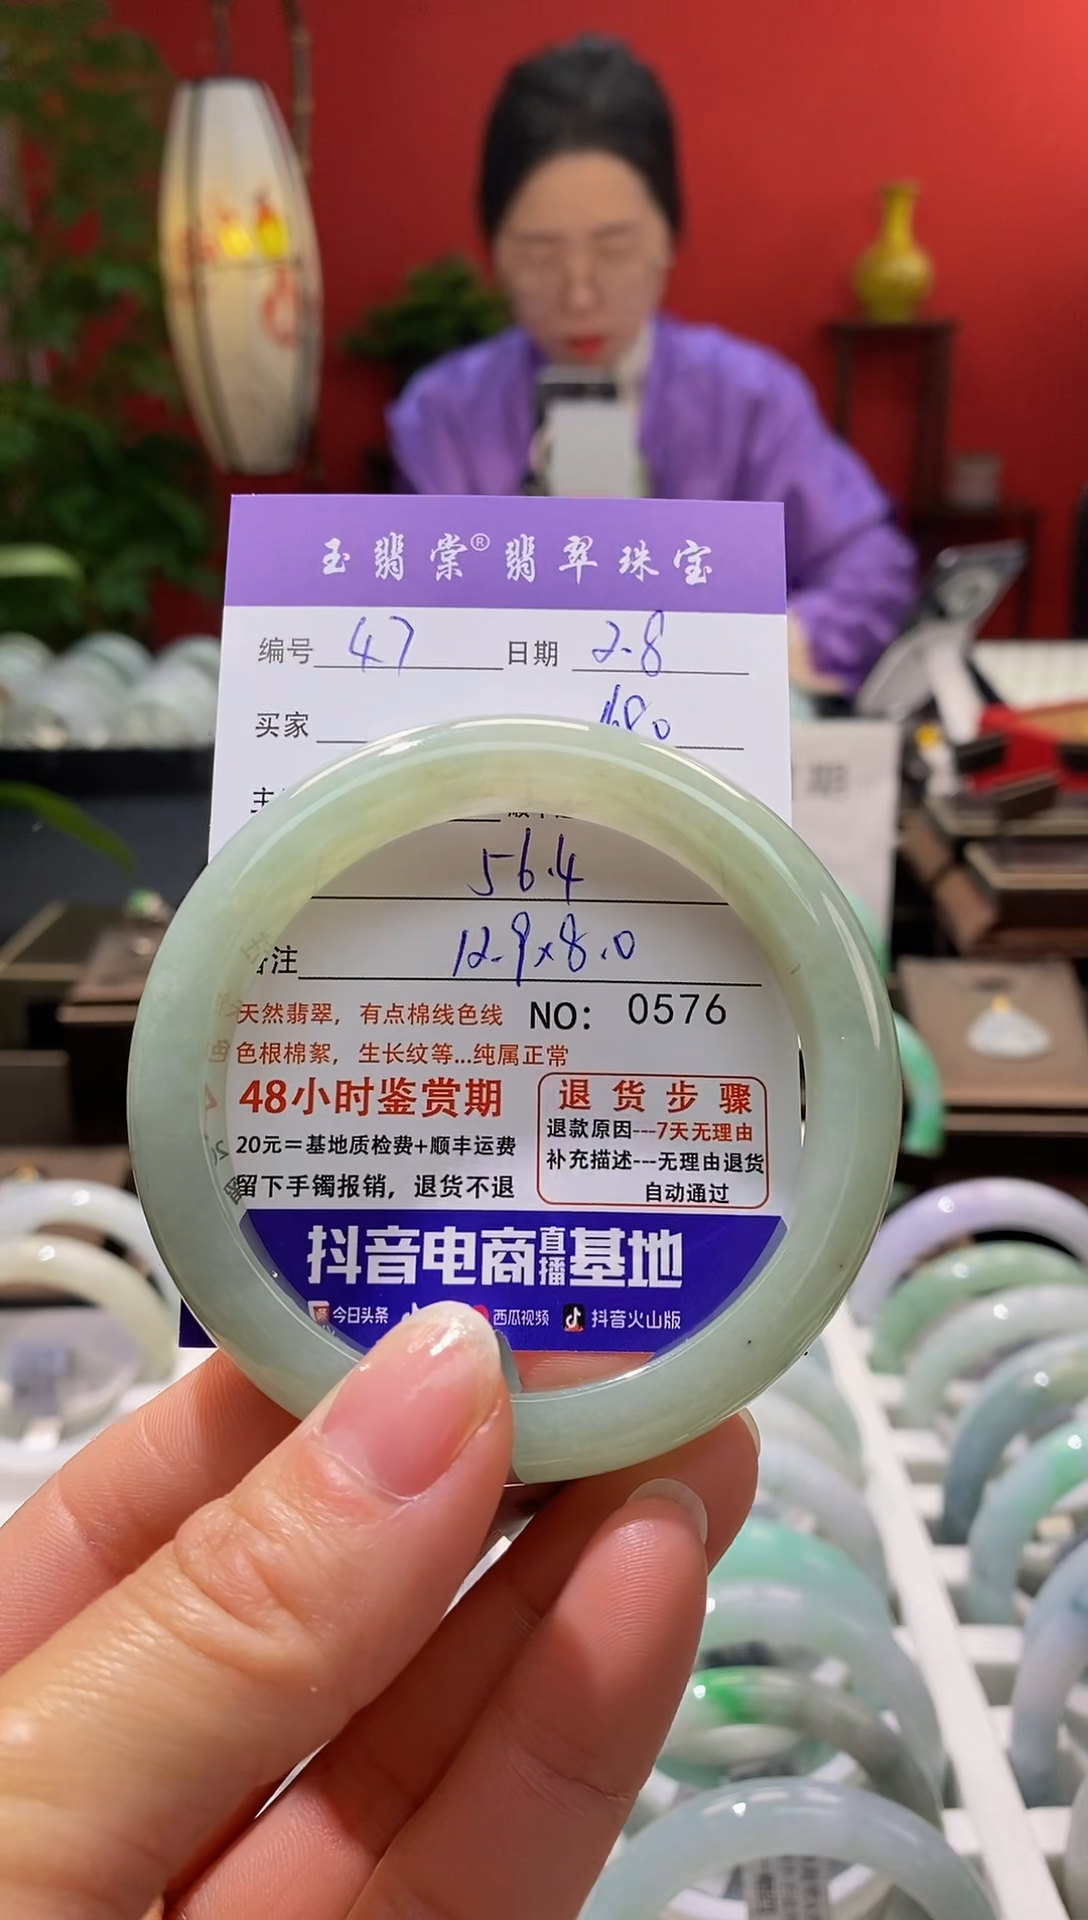 玉翡棠®翡翠珠宝
编号 47 日期 2.8
买家 1680
56.4
备注 12.9×8.0
天然翡翠，有点棉线色线 NO： 0576
色根棉絮，生长纹等...纯属正常
48小时鉴赏期
20元=基地质检费+顺丰运费
留下手镯报销，退货不退
退货步骤
退款原因---7天无理由
补充描述---无理由退货
自动通过
抖音电商直播基地
今日头条 西瓜视频 抖音火山版